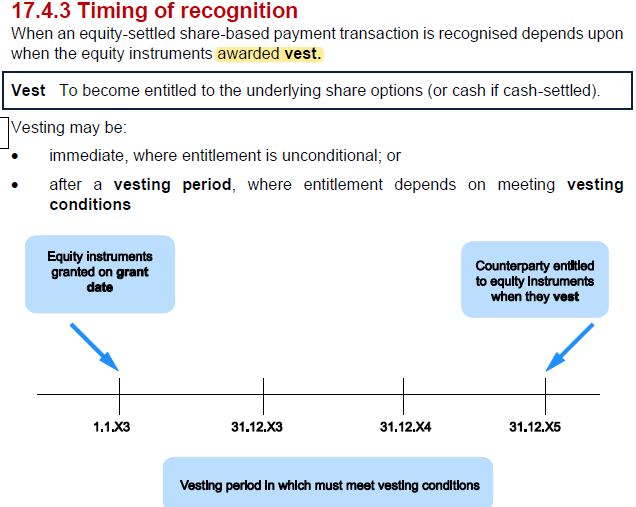 17.4.3 Timing of recognition
When an equity-settled share-based payment transaction is recognised depends upon
when the equity instruments awarded vest.
Vest To become entitled to the underlying share options (or cash if cash-settled).
Vesting may be:
• immediate, where entitlement is unconditional; or
• after a vesting period, where entitlement depends on meeting vesting
conditions
Equity instruments
granted on grant
date
Counterparty entitled
to equity instruments
when they vest
1.1.X3
31.12.X3
31.12.X4
31.12.X5
Vesting period in which must meet vesting conditions